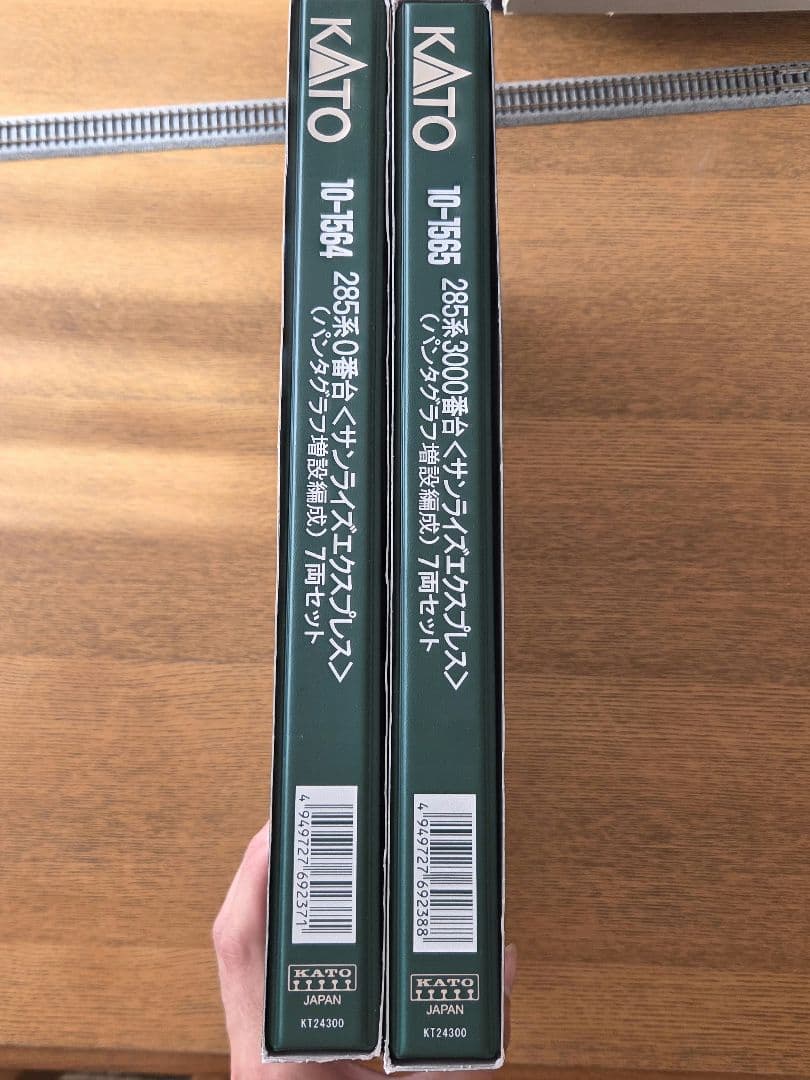 KATO
10-1564
285系0番台〈サンライズエクスプレス〉
（パンタグラフ増設編成）7両セット
4 949727 692371
KATO
JAPAN
KT24300
KATO
10-1565
285系3000番台〈サンライズエクスプレス〉
（パンタグラフ増設編成）7両セット
4 949727 692388
KATO
JAPAN
KT24300